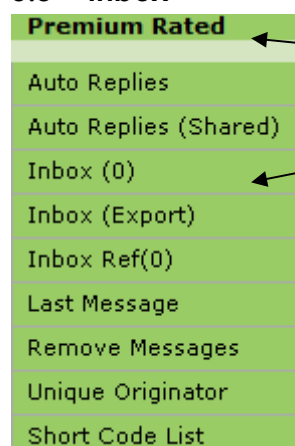 Premium Rated
Auto Replies
Auto Replies (Shared)
Inbox (0)
Inbox (Export)
Inbox Ref(0)
Last Message
Remove Messages
Unique Originator
Short Code List